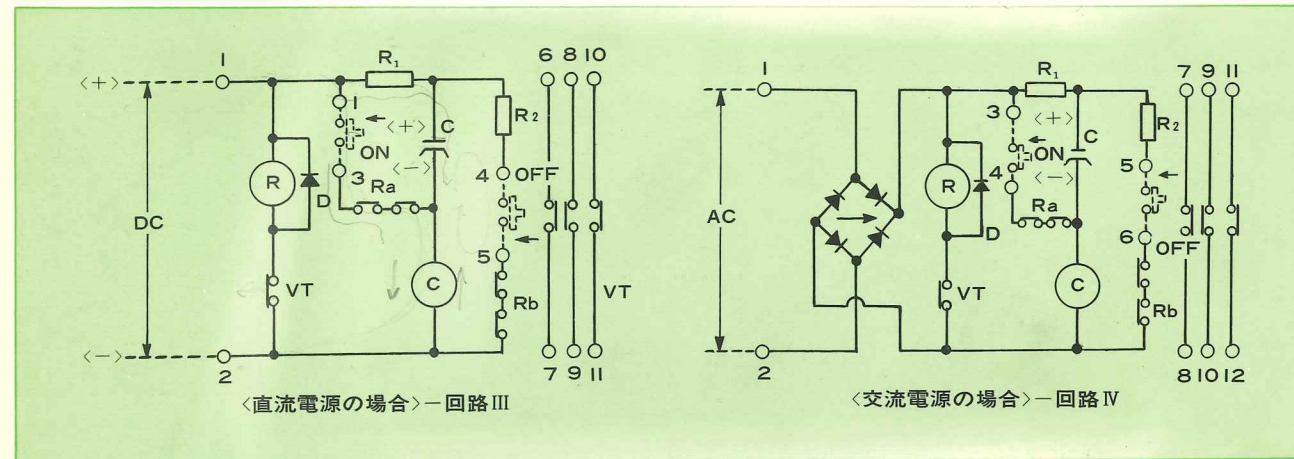 1 R₁ 6 8 10
〈+〉
1 〈+〉 C R₂
ON 〈-〉 4 OFF
R 3
D Ra
DC
5
VT C VT
Rb
〈-〉
2 7 9 11
〈直流電源の場合〉－回路Ⅲ
1 R₁ 7 9 11
3 〈+〉 C R₂
ON 5
R 4 〈-〉
AC Ra
D 6
OFF
VT C
Rb
2 8 10 12
〈交流電源の場合〉－回路Ⅳ